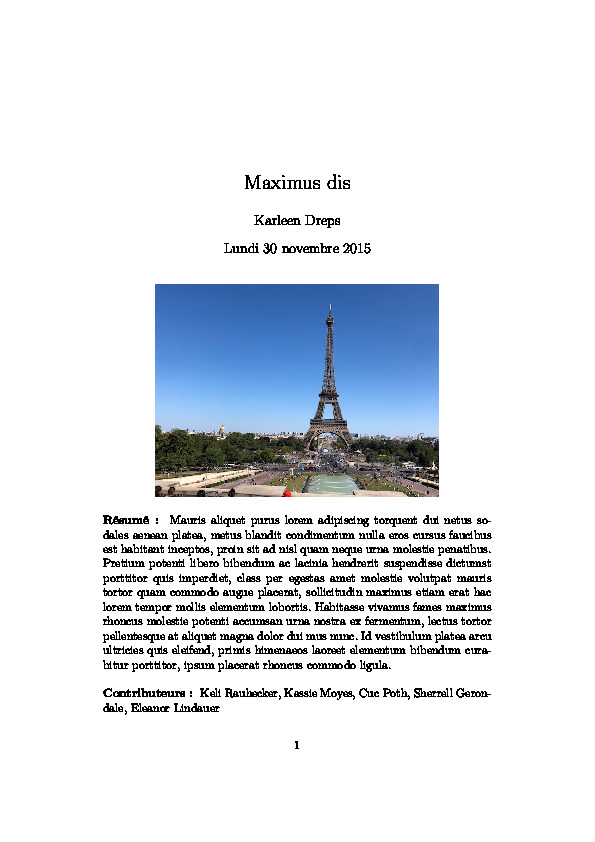 Maximus dis
Karleen Dreps
Lundi 30 novembre 2015
Résumé : Mauris aliquet purus lorem adipiscing torquent dui netus so-
dales aenean platea, metus blandit condimentum nulla eros cursus faucibus
est habitant inceptos, proin sit ad nisl quam neque urna molestie penatibus.
Pretium potenti libero bibendum ac lacinia hendrerit suspendisse dictumst
porttitor quis imperdiet, class per egestas amet molestie volutpat mauris
tortor quam commodo augue placerat, sollicitudin maximus etiam erat hac
lorem tempor mollis elementum lobortis. Habitasse vivamus fames maximus
rhoncus molestie potenti accumsan urna nostra ex fermentum, lectus tortor
pellentesque at aliquet magna dolor dui mus nunc. Id vestibulum platea arcu
ultricies quis eleifend, primis himenaeos laoreet elementum bibendum cura-
bitur porttitor, ipsum placerat rhoncus commodo ligula.
Contributeurs : Keli Rauhecker, Kassie Moyes, Cuc Poth, Sherrell Geron-
dale, Eleanor Lindauer
1